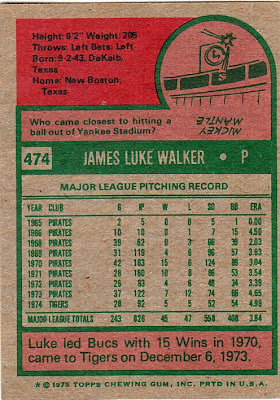 Height: 6'2" Weight: 205
Throws: Left Bats: Left
Born: 9-2-43, DeKalb,
Texas
Home: New Boston,
Texas
Who came closest to hitting a
ball out of Yankee Stadium?
MICKEY
MANTLE
474 JAMES LUKE WALKER • P
MAJOR LEAGUE PITCHING RECORD
YEAR CLUB G IP W L SO BB ERA
1965 PIRATES 2 5 0 0 5 1 0.00
1966 PIRATES 10 10 0 1 7 15 4.50
1968 PIRATES 39 62 0 3 66 39 2.03
1969 PIRATES 31 119 4 6 96 57 3.63
1970 PIRATES 42 163 15 6 124 89 3.04
1971 PIRATES 28 160 10 8 86 53 3.54
1972 PIRATES 26 93 4 6 48 34 3.39
1973 PIRATES 37 122 7 12 74 66 4.65
1974 TIGERS 28 92 5 5 52 54 4.99
MAJOR LEAGUE TOTALS 243 826 45 47 558 408 3.64
Luke led Bucs with 15 Wins in 1970,
came to Tigers on December 6, 1973.
* © 1975 TOPPS CHEWING GUM, INC. PRTD IN U.S.A.